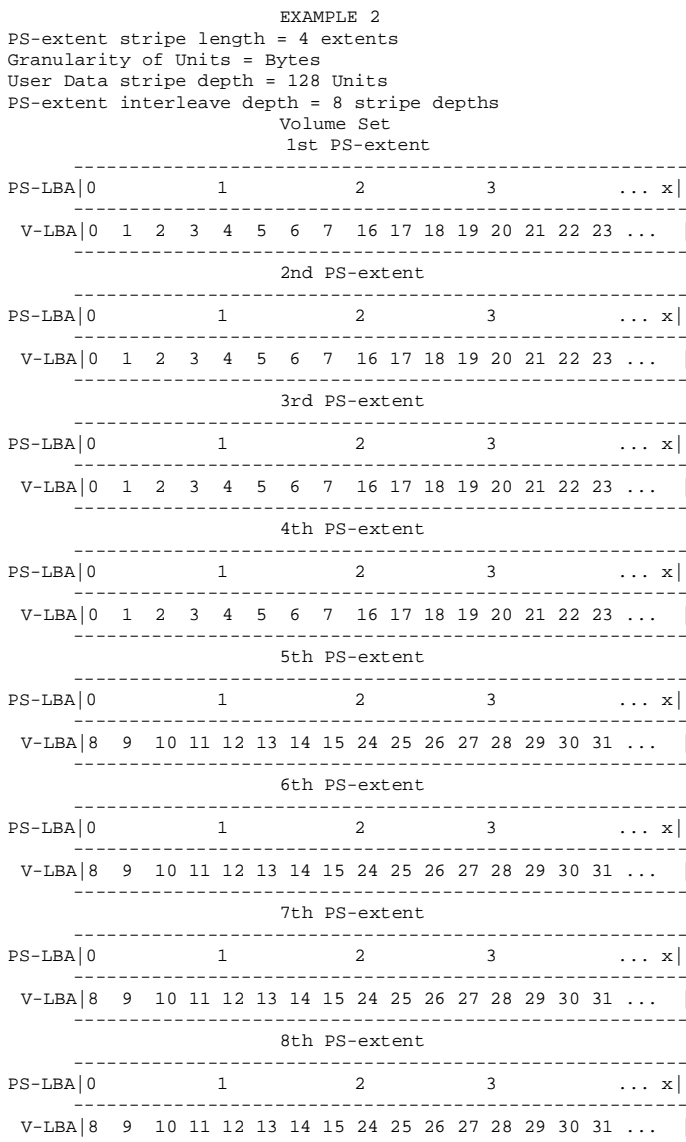 EXAMPLE 2
PS-extent stripe length = 4 extents
Granularity of Units = Bytes
User Data stripe depth = 128 Units
PS-extent interleave depth = 8 stripe depths
Volume Set
1st PS-extent
PS-LBA|0 1 2 3 ... x|
V-LBA|0 1 2 3 4 5 6 7 16 17 18 19 20 21 22 23 ... |
2nd PS-extent
PS-LBA|0 1 2 3 ... x|
V-LBA|0 1 2 3 4 5 6 7 16 17 18 19 20 21 22 23 ... |
3rd PS-extent
PS-LBA|0 1 2 3 ... x|
V-LBA|0 1 2 3 4 5 6 7 16 17 18 19 20 21 22 23 ... |
4th PS-extent
PS-LBA|0 1 2 3 ... x|
V-LBA|0 1 2 3 4 5 6 7 16 17 18 19 20 21 22 23 ... |
5th PS-extent
PS-LBA|0 1 2 3 ... x|
V-LBA|8 9 10 11 12 13 14 15 24 25 26 27 28 29 30 31 ... |
6th PS-extent
PS-LBA|0 1 2 3 ... x|
V-LBA|8 9 10 11 12 13 14 15 24 25 26 27 28 29 30 31 ... |
7th PS-extent
PS-LBA|0 1 2 3 ... x|
V-LBA|8 9 10 11 12 13 14 15 24 25 26 27 28 29 30 31 ... |
8th PS-extent
PS-LBA|0 1 2 3 ... x|
V-LBA|8 9 10 11 12 13 14 15 24 25 26 27 28 29 30 31 ... |